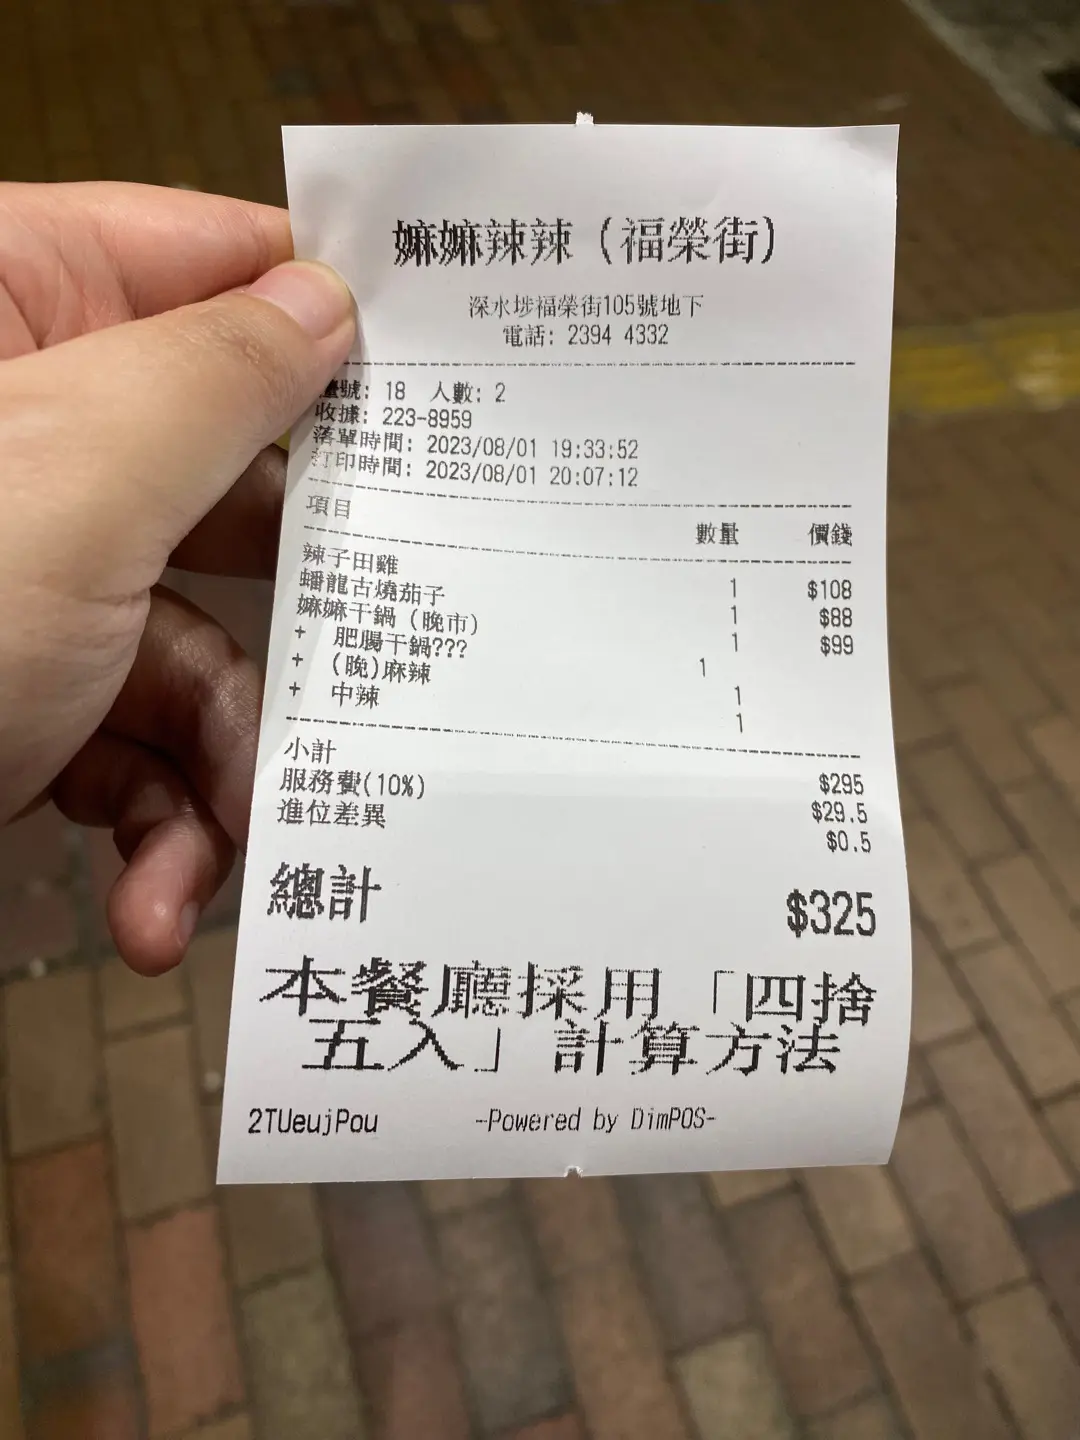 嫲嫲辣辣（福榮街）
深水埗福榮街105號地下
電話: 2394 4332
檯號: 18 人數: 2
收據: 223-8959
落單時間: 2023/08/01 19:33:52
打印時間: 2023/08/01 20:07:12
項目 數量 價錢
辣子田雞 1 $108
蟠龍古燒茄子 1 $88
嫲嫲干鍋（晚市） 1 $99
+ 肥腸干鍋??? 1
+ (晚)麻辣 1
+ 中辣 1
小計 $295
服務費(10%) $29.5
進位差異 $0.5
總計 $325
本餐廳採用「四捨
五入」計算方法
2TUeujPou -Powered by DimPOS-